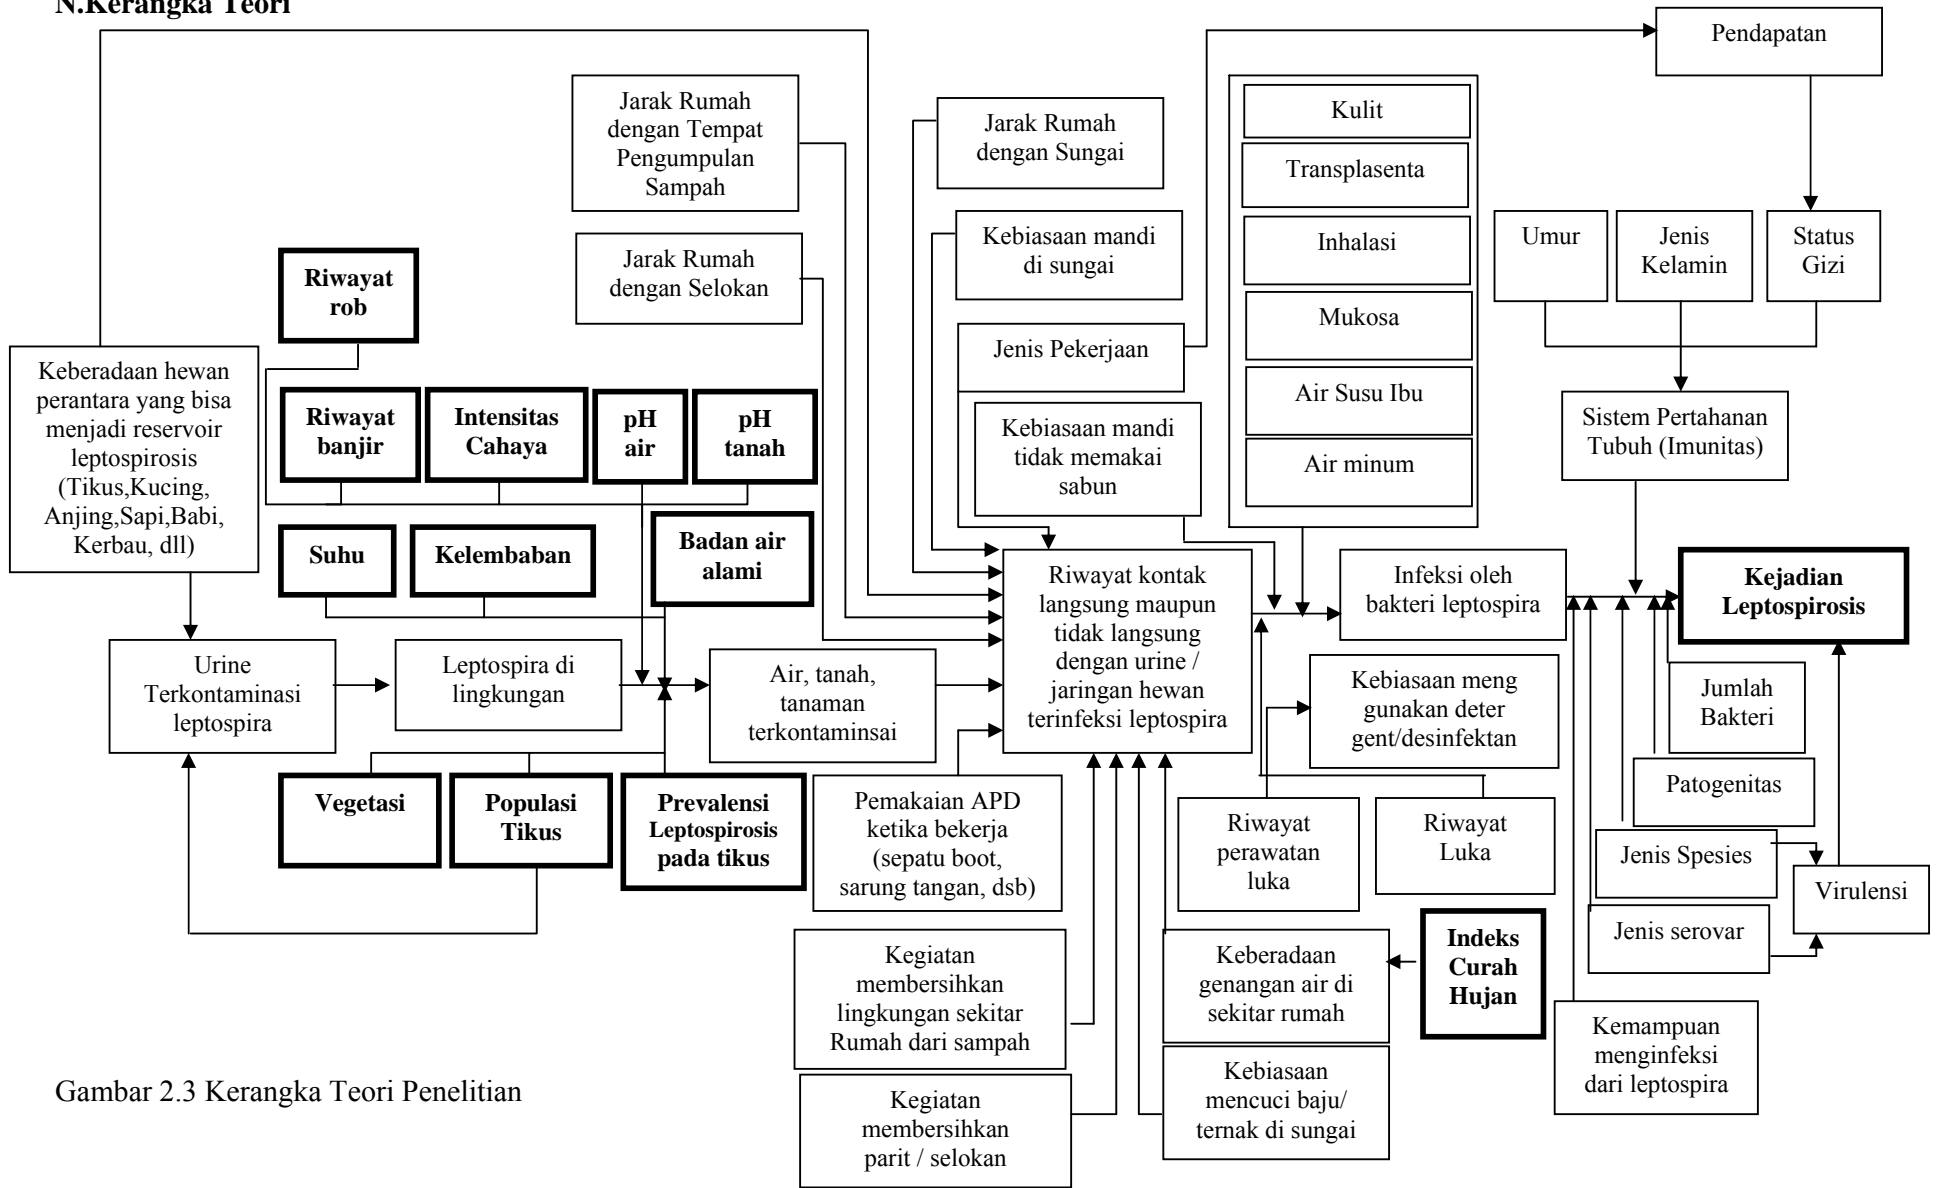 N.Kerangka Teori
Pendapatan
Jarak Rumah
dengan Tempat
Pengumpulan
Sampah
Jarak Rumah
dengan Sungai
Kulit
Transplasenta
Inhalasi
Mukosa
Air Susu Ibu
Air minum
Kebiasaan mandi
di sungai
Umur
Jenis
Kelamin
Status
Gizi
Jarak Rumah
dengan Selokan
Riwayat
rob
Jenis Pekerjaan
Keberadaan hewan
perantara yang bisa
menjadi reservoir
leptospirosis
(Tikus,Kucing,
Anjing,Sapi,Babi,
Kerbau, dll)
Riwayat
banjir
Intensitas
Cahaya
pH
air
pH
tanah
Kebiasaan mandi
tidak memakai
sabun
Sistem Pertahanan
Tubuh (Imunitas)
Suhu
Kelembaban
Badan air
alami
Riwayat kontak
langsung maupun
tidak langsung
dengan urine /
jaringan hewan
terinfeksi leptospira
Infeksi oleh
bakteri leptospira
Kejadian
Leptospirosis
Urine
Terkontaminasi
leptospira
Leptospira di
lingkungan
Air, tanah,
tanaman
terkontaminsai
Kebiasaan meng
gunakan deter
gent/desinfektan
Jumlah
Bakteri
Patogenitas
Vegetasi
Populasi
Tikus
Prevalensi
Leptospirosis
pada tikus
Pemakaian APD
ketika bekerja
(sepatu boot,
sarung tangan, dsb)
Riwayat
perawatan
luka
Riwayat
Luka
Jenis Spesies
Virulensi
Jenis serovar
Kegiatan
membersihkan
lingkungan sekitar
Rumah dari sampah
Keberadaan
genangan air di
sekitar rumah
Indeks
Curah
Hujan
Kemampuan
menginfeksi
dari leptospira
Kegiatan
membersihkan
parit / selokan
Kebiasaan
mencuci baju/
ternak di sungai
Gambar 2.3 Kerangka Teori Penelitian